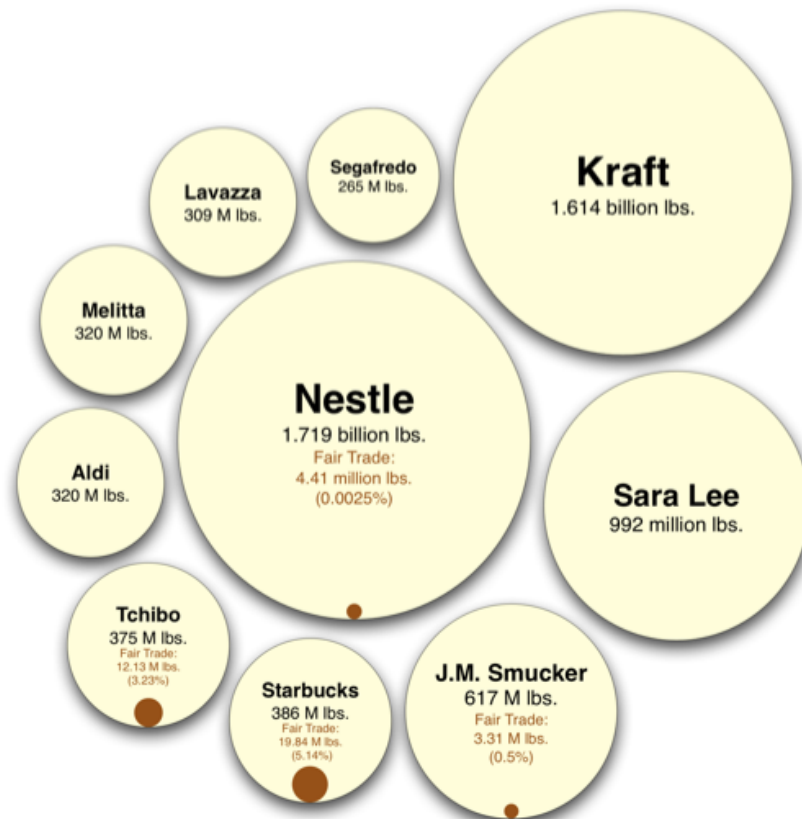 Segafredo
265 M lbs.
Kraft
1.614 billion lbs.
Lavazza
309 M lbs.
Melitta
320 M lbs.
Nestle
1.719 billion lbs.
Fair Trade:
4.41 million lbs.
(0.0025%)
Aldi
320 M lbs.
Sara Lee
992 million lbs.
Tchibo
375 M lbs.
Fair Trade:
12.13 M lbs.
(3.23%)
Starbucks
386 M lbs.
Fair Trade:
19.84 M lbs.
(5.14%)
J.M. Smucker
617 M lbs.
Fair Trade:
3.31 M lbs.
(0.5%)